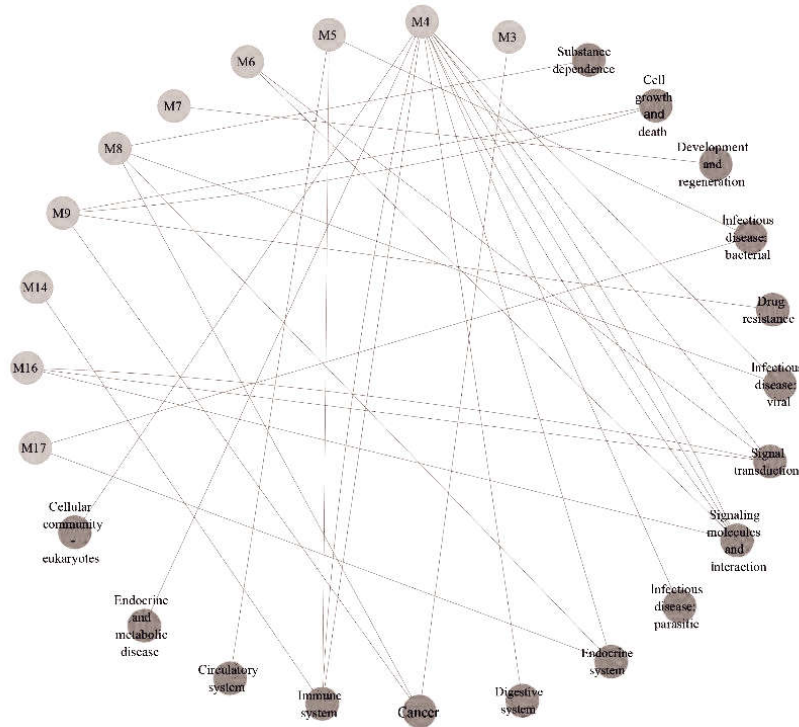 M4
M5
M3
M6
Substance
dependence
Cell
growth
and
death
M7
M8
Development
and
regeneration
M9
Infectious
disease:
bacterial
M14
Drug
resistance
M16
Infectious
disease:
viral
M17
Signal
transduction
Cellular
community
-
eukaryotes
Signaling
molecules
and
interaction
Endocrine
and
metabolic
disease
Infectious
disease:
parasitic
Circulatory
system
Endocrine
system
Immune
system
Cancer
Digestive
system